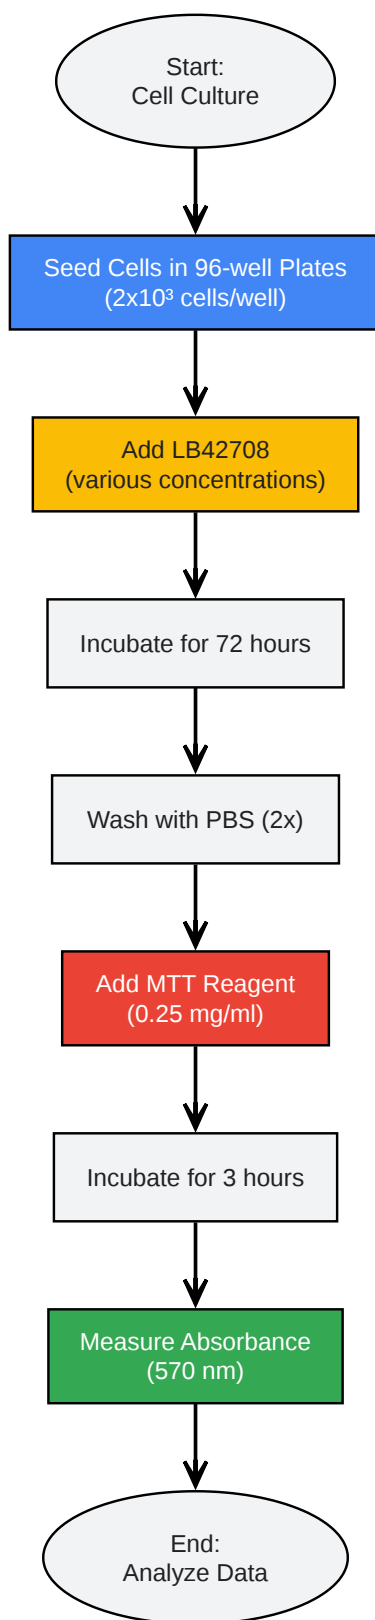 Start:
Cell Culture
Seed Cells in 96-well Plates
(2x10³ cells/well)
Add LB42708
(various concentrations)
Incubate for 72 hours
Wash with PBS (2x)
Add MTT Reagent
(0.25 mg/ml)
Incubate for 3 hours
Measure Absorbance
(570 nm)
End:
Analyze Data